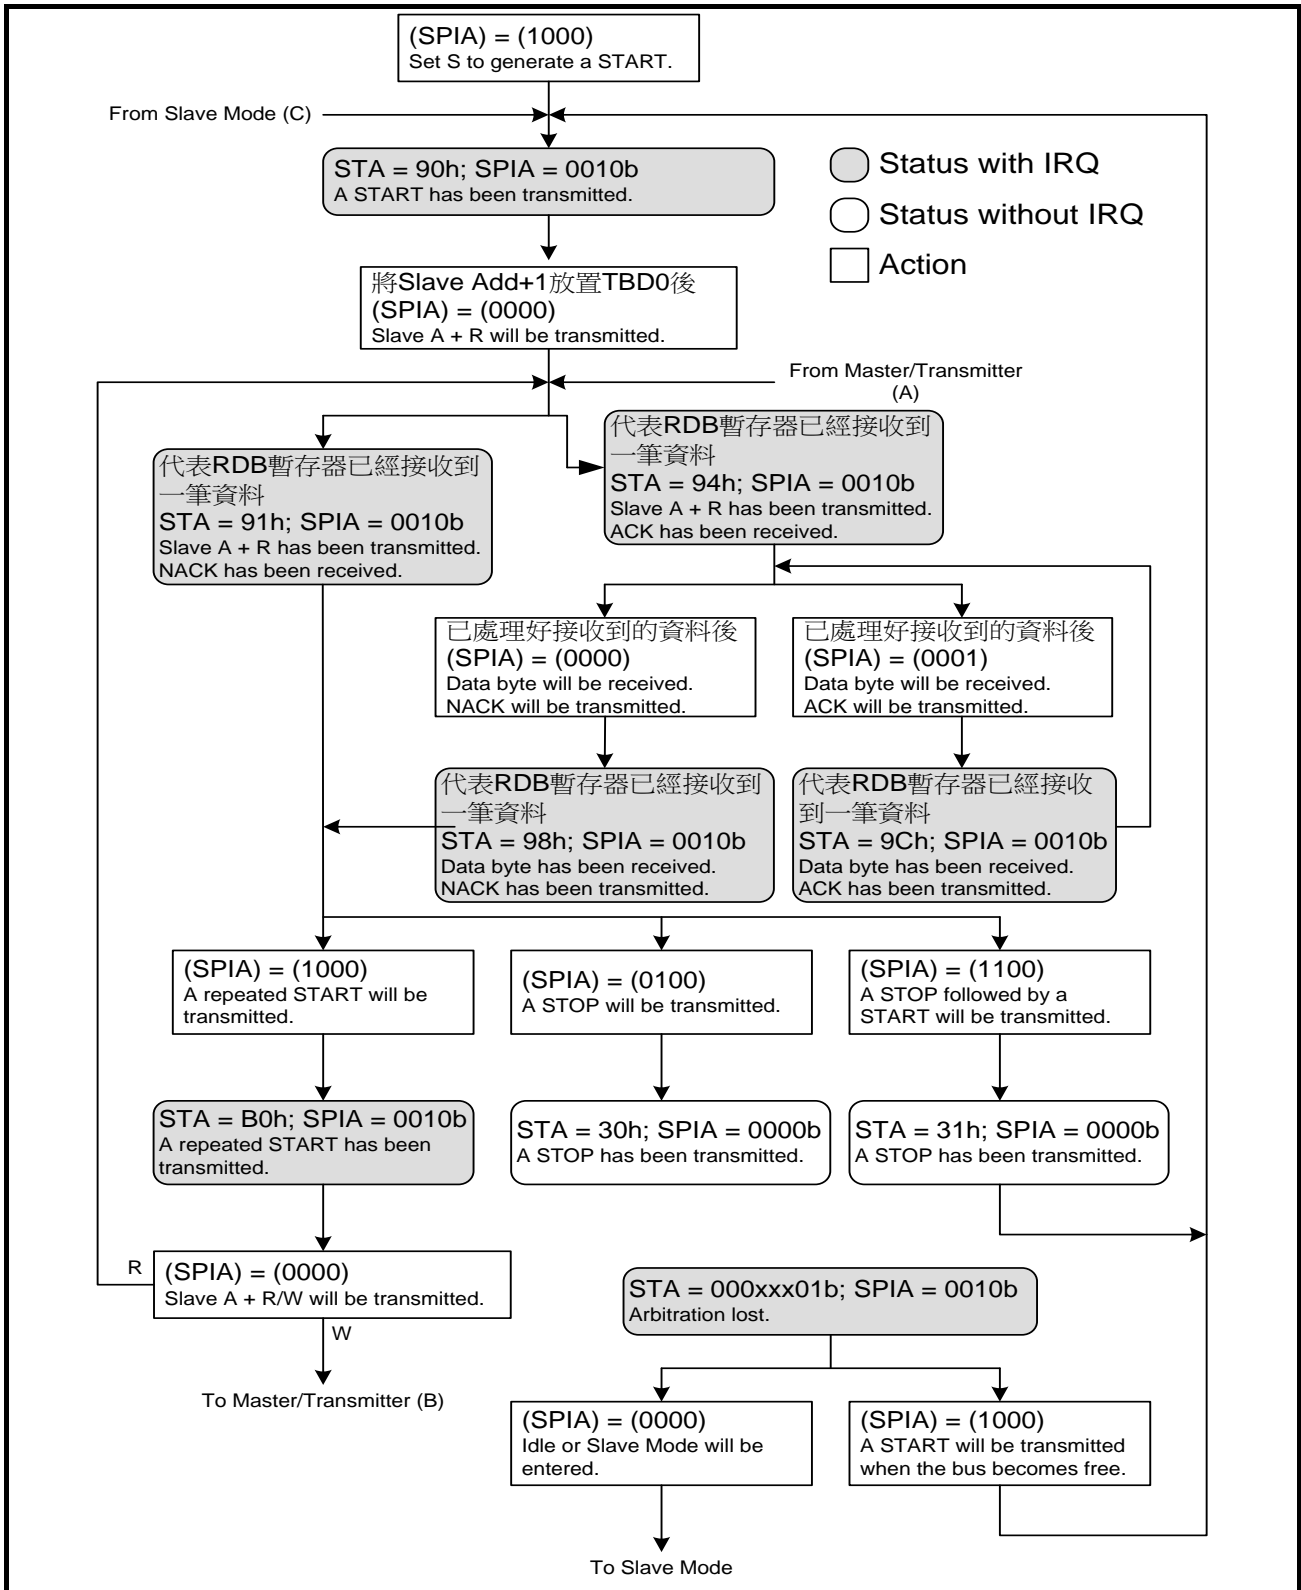 (SPIA) = (1000)
Set S to generate a START.
From Slave Mode (C)
STA = 90h; SPIA = 0010b
A START has been transmitted.
Status with IRQ
Status without IRQ
Action
將Slave Add+1放置TBD0後
(SPIA) = (0000)
Slave A + R will be transmitted.
From Master/Transmitter
(A)
代表RDB暫存器已經接收到
一筆資料
STA = 91h; SPIA = 0010b
Slave A + R has been transmitted.
NACK has been received.
代表RDB暫存器已經接收到
一筆資料
STA = 94h; SPIA = 0010b
Slave A + R has been transmitted.
ACK has been received.
已處理好接收到的資料後
(SPIA) = (0000)
Data byte will be received.
NACK will be transmitted.
已處理好接收到的資料後
(SPIA) = (0001)
Data byte will be received.
ACK will be transmitted.
代表RDB暫存器已經接收到
一筆資料
STA = 98h; SPIA = 0010b
Data byte has been received.
NACK has been transmitted.
代表RDB暫存器已經接收
到一筆資料
STA = 9Ch; SPIA = 0010b
Data byte has been received.
ACK has been transmitted.
(SPIA) = (1000)
A repeated START will be
transmitted.
(SPIA) = (0100)
A STOP will be transmitted.
(SPIA) = (1100)
A STOP followed by a
START will be transmitted.
STA = B0h; SPIA = 0010b
A repeated START has been
transmitted.
STA = 30h; SPIA = 0000b
A STOP has been transmitted.
STA = 31h; SPIA = 0000b
A STOP has been transmitted.
R
(SPIA) = (0000)
Slave A + R/W will be transmitted.
W
To Master/Transmitter (B)
STA = 000xxx01b; SPIA = 0010b
Arbitration lost.
(SPIA) = (0000)
Idle or Slave Mode will be
entered.
(SPIA) = (1000)
A START will be transmitted
when the bus becomes free.
To Slave Mode